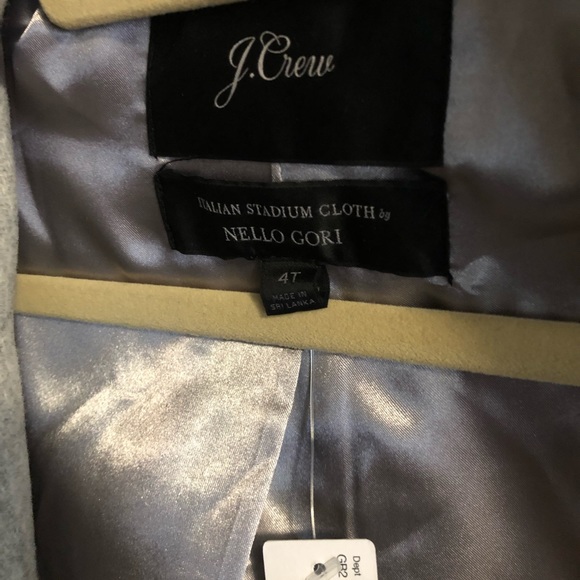 J.Crew
ITALIAN STADIUM CLOTH by
NELLO GORI
4T
MADE IN
SRI LANKA
Dept
GR2